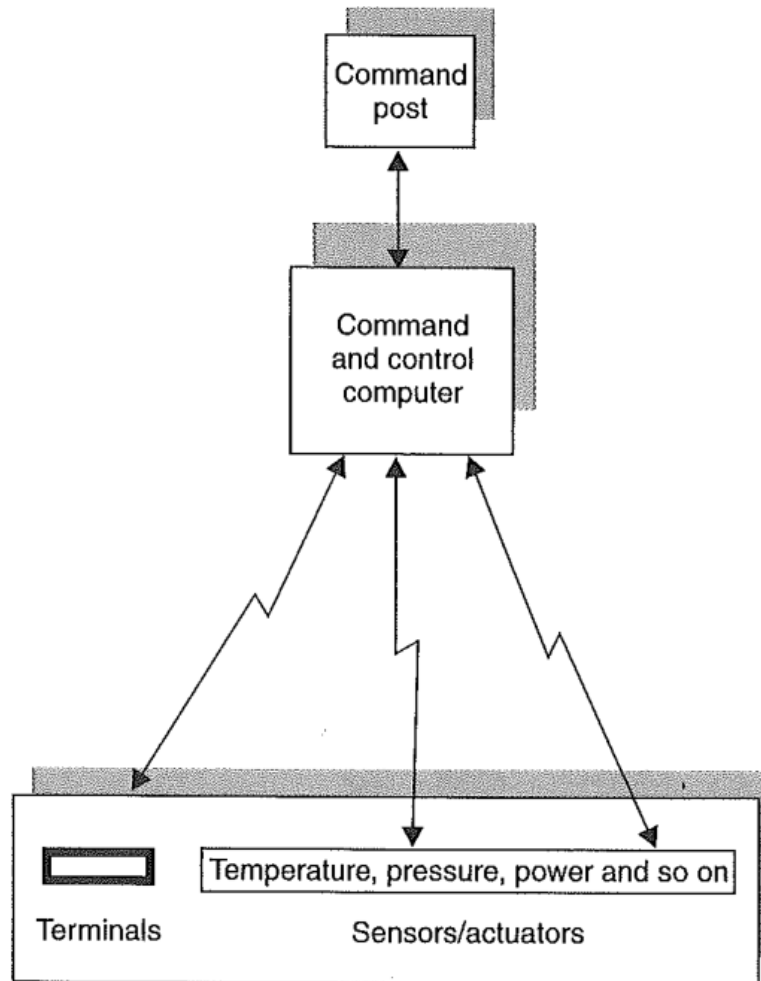 Command
post
Command
and control
computer
Temperature, pressure, power and so on
Terminals
Sensors/actuators